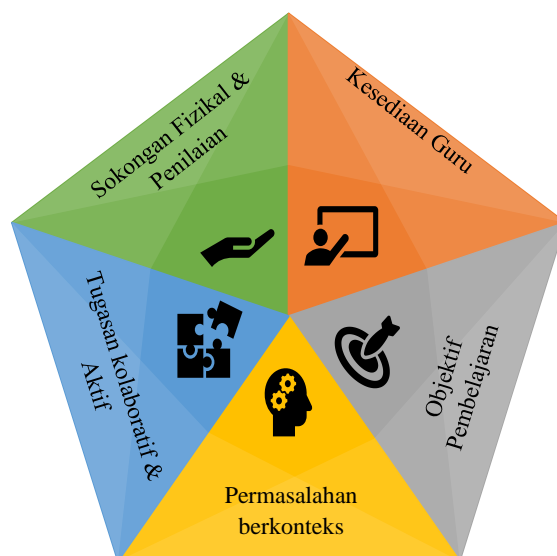 Sokongan Fizikal &
Penilaian
Kesediaan Guru
Tugasan kolaboratif &
Aktif
Objektif
Pembelajaran
Permasalahan
berkonteks